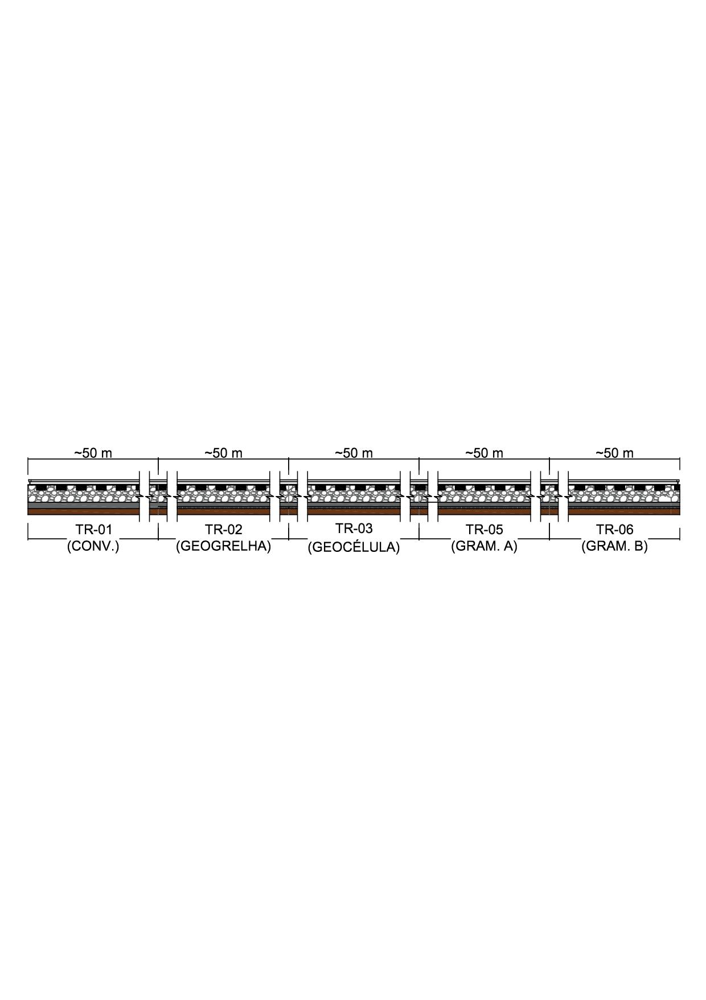 ~50 m ~50 m ~50 m ~50 m ~50 m
TR-01 TR-02 TR-03 TR-05 TR-06
(CONV.) (GEOGRELHA) (GEOCÉLULA) (GRAM. A) (GRAM. B)